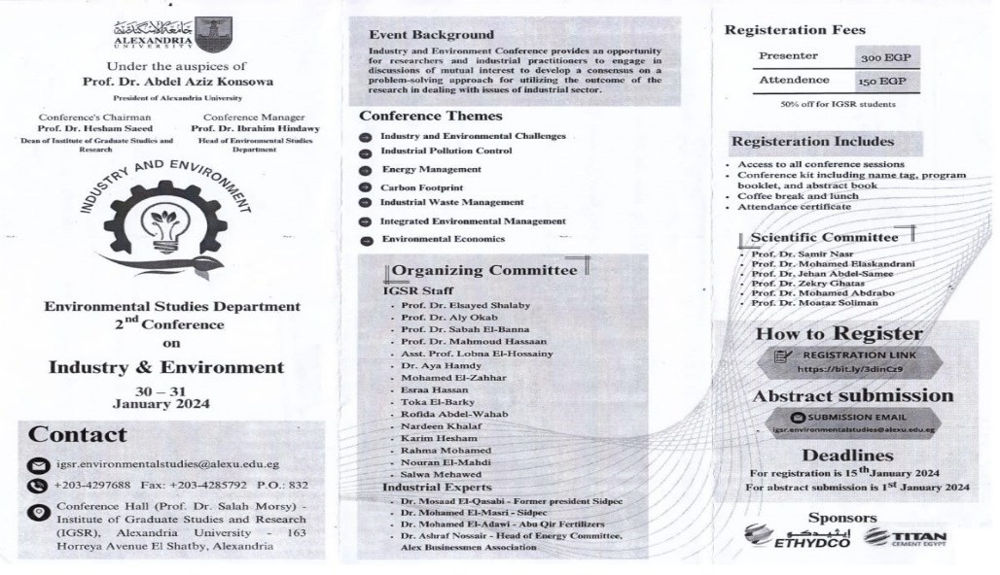 جامعة الإسكندرية
ALEXANDRIA
UNIVERSITY
Under the auspices of
Prof. Dr. Abdel Aziz Konsowa
President of Alexandria University
Conference's Chairman
Prof. Dr. Hesham Saeed
Dean of Institute of Graduate Studies and
Research
Conference Manager
Prof. Dr. Ibrahim Hindawy
Head of Environmental Studies
Department
INDUSTRY AND ENVIRONMENT
Environmental Studies Department
2nd Conference
on
Industry & Environment
30 – 31
January 2024
Contact
igsr.environmentalstudies@alexu.edu.eg
+203-4297688 Fax: +203-4285792 P.O.: 832
Conference Hall (Prof. Dr. Salah Morsy) -
Institute of Graduate Studies and Research
(IGSR), Alexandria University - 163
Horreya Avenue El Shatby, Alexandria
Event Background
Industry and Environment Conference provides an opportunity
for researchers and industrial practitioners to engage in
discussions of mutual interest to develop a consensus on a
problem-solving approach for utilizing the outcome of the
research in dealing with issues of industrial sector.
Conference Themes
Industry and Environmental Challenges
Industrial Pollution Control
Energy Management
Carbon Footprint
Industrial Waste Management
Integrated Environmental Management
Environmental Economics
Organizing Committee
IGSR Staff
• Prof. Dr. Elsayed Shalaby
• Prof. Dr. Aly Okab
• Prof. Dr. Sabah El-Banna
• Prof. Dr. Mahmoud Hassaan
• Asst. Prof. Lobna El-Hossainy
• Dr. Aya Hamdy
• Mohamed El-Zahhar
• Esraa Hassan
• Toka El-Barky
• Rofida Abdel-Wahab
• Nardeen Khalaf
• Karim Hesham
• Rahma Mohamed
• Nouran El-Mahdi
• Salwa Mehawed
Industrial Experts
• Dr. Mosaad El-Qasabi - Former president Sidpec
• Dr. Mohamed El-Masri - Sidpec
• Dr. Mohamed El-Adawi - Abu Qir Fertilizers
• Dr. Ashraf Nossair - Head of Energy Committee,
Alex Businessmen Association
Registeration Fees
Presenter 300 EGP
Attendence 150 EGP
50% off for IGSR students
Registeration Includes
• Access to all conference sessions
• Conference kit including name tag, program
booklet, and abstract book
• Coffee break and lunch
• Attendance certificate
Scientific Committee
• Prof. Dr. Samir Nasr
• Prof. Dr. Mohamed Elaskandrani
• Prof. Dr. Jehan Abdel-Samee
• Prof. Dr. Zekry Ghatas
• Prof. Dr. Mohamed Abdrabo
• Prof. Dr. Moataz Soliman
How to Register
REGISTRATION LINK
https://bit.ly/3dinCz9
Abstract submission
SUBMISSION EMAIL
igsr.environmentalstudies@alexu.edu.eg
Deadlines
For registration is 15th January 2024
For abstract submission is 1st January 2024
Sponsors
إيثيدكو
ETHYDCO
TITAN
CEMENT EGYPT